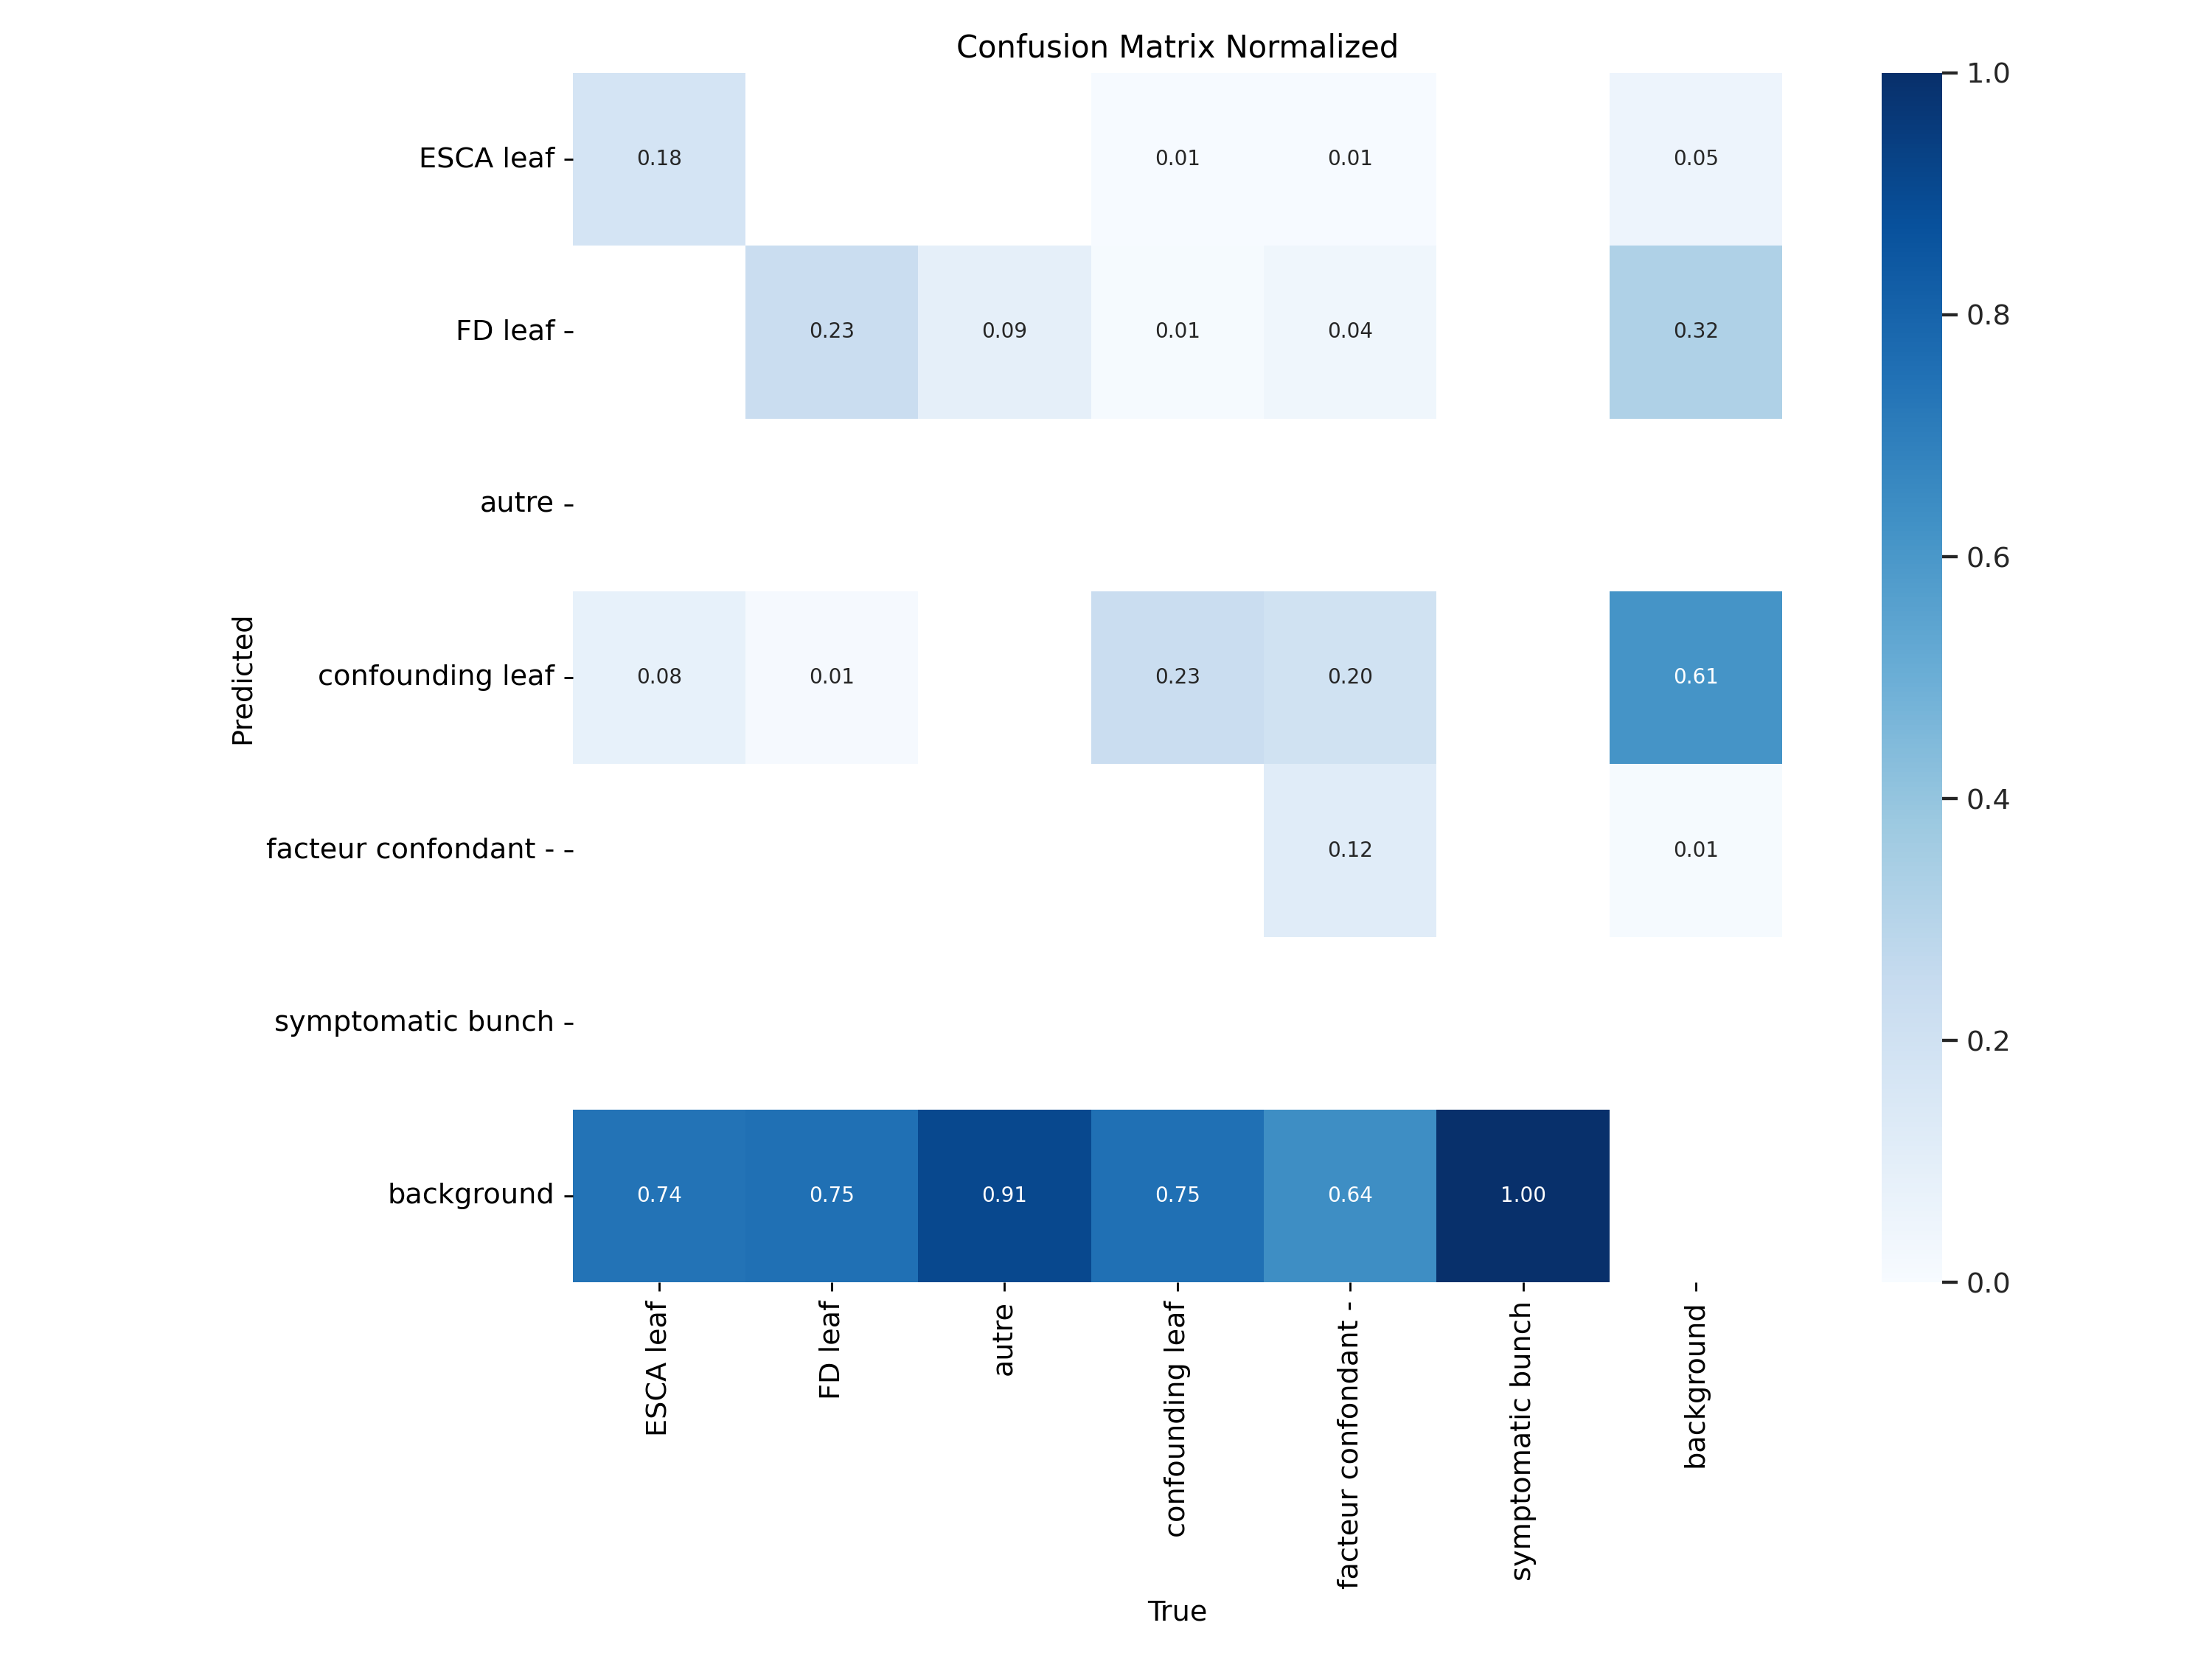 Confusion Matrix Normalized
Predicted
ESCA leaf
0.18
0.01
0.01
0.05
FD leaf
0.23
0.09
0.01
0.04
0.32
autre
confounding leaf
0.08
0.01
0.23
0.20
0.61
facteur confondant -
0.12
0.01
symptomatic bunch
background
0.74
0.75
0.91
0.75
0.64
1.00
ESCA leaf
FD leaf
autre
confounding leaf
facteur confondant -
symptomatic bunch
background
True
1.0
0.8
0.6
0.4
0.2
0.0